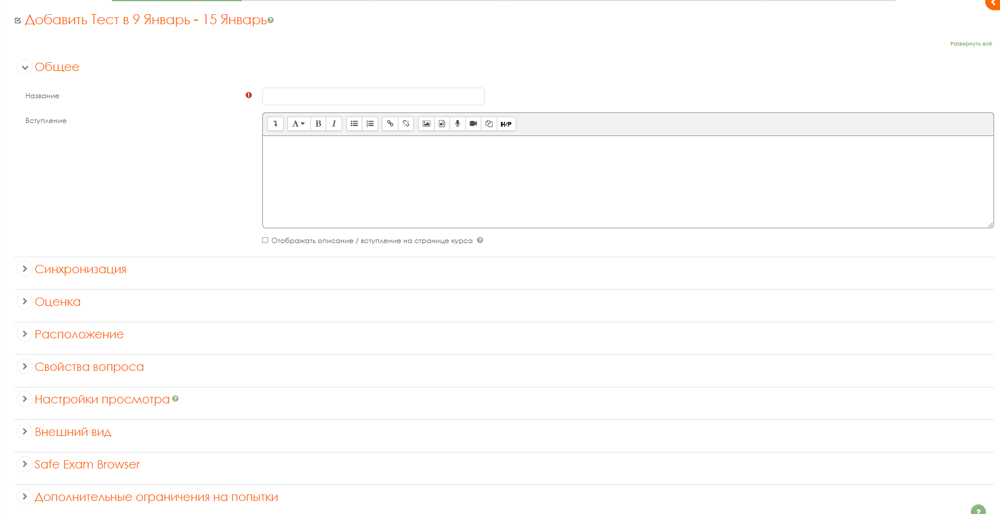 Добавить Тест в 9 Январь - 15 Январь
Развернуть всё
Общее
Название
Вступление
A B I
H5P
Отображать описание / вступление на странице курса
Синхронизация
Оценка
Расположение
Свойства вопроса
Настройки просмотра
Внешний вид
Safe Exam Browser
Дополнительные ограничения на попытки